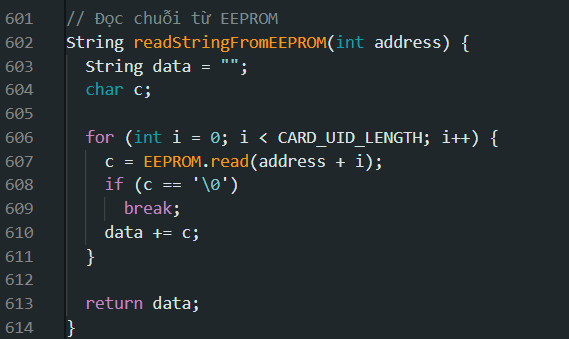 601 // Đọc chuỗi từ EEPROM
602 String readStringFromEEPROM(int address) {
603   String data = "";
604   char c;
605
606   for (int i = 0; i < CARD_UID_LENGTH; i++) {
607     c = EEPROM.read(address + i);
608     if (c == '\0')
609       break;
610     data += c;
611   }
612
613   return data;
614 }